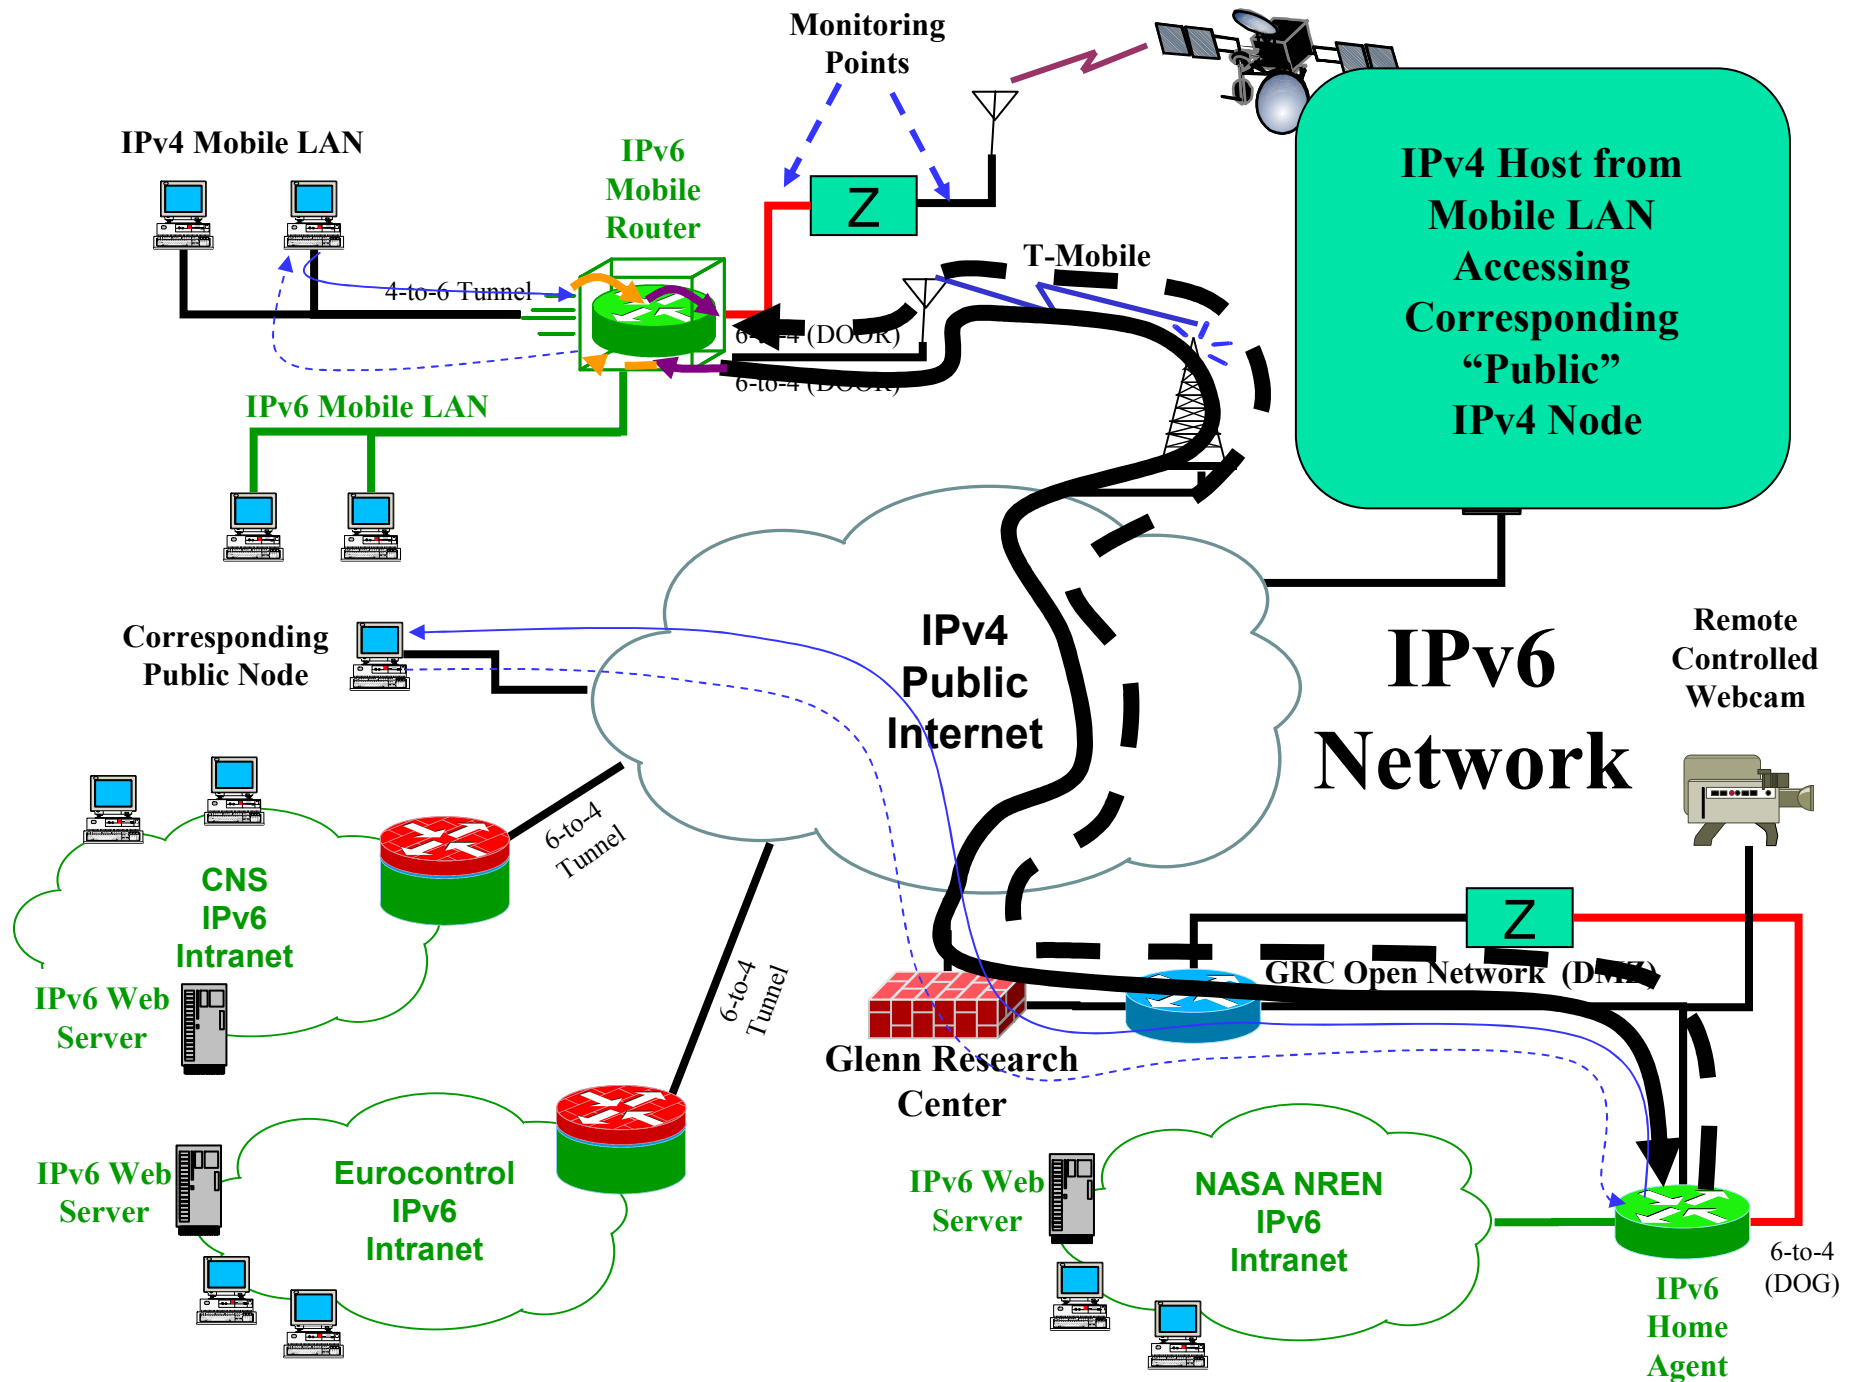 Monitoring
Points
IPv4 Mobile LAN
IPv6
Mobile
Router
Z
T-Mobile
4-to-6 Tunnel
6-to-4 (DOOR)
6-to-4 (DOOR)
IPv6 Mobile LAN
IPv4 Host from
Mobile LAN
Accessing
Corresponding
“Public”
IPv4 Node
Corresponding
Public Node
IPv4
Public
Internet
IPv6
Network
Remote
Controlled
Webcam
6-to-4
Tunnel
CNS
IPv6
Intranet
IPv6 Web
Server
6-to-4
Tunnel
Z
GRC Open Network (DMZ)
Glenn Research
Center
IPv6 Web
Server
Eurocontrol
IPv6
Intranet
IPv6 Web
Server
NASA NREN
IPv6
Intranet
6-to-4
(DOG)
IPv6
Home
Agent